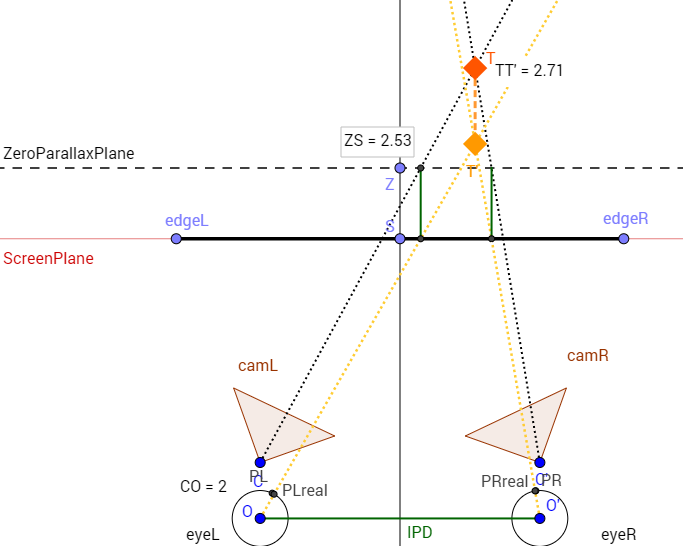 T
TT' = 2.71
ZS = 2.53
ZeroParallaxPlane
T'
Z
edgeL
S
edgeR
ScreenPlane
camL
camR
PL
C
CO = 2
PLreal
PRreal
C'
PR
O
O'
IPD
eyeL
eyeR